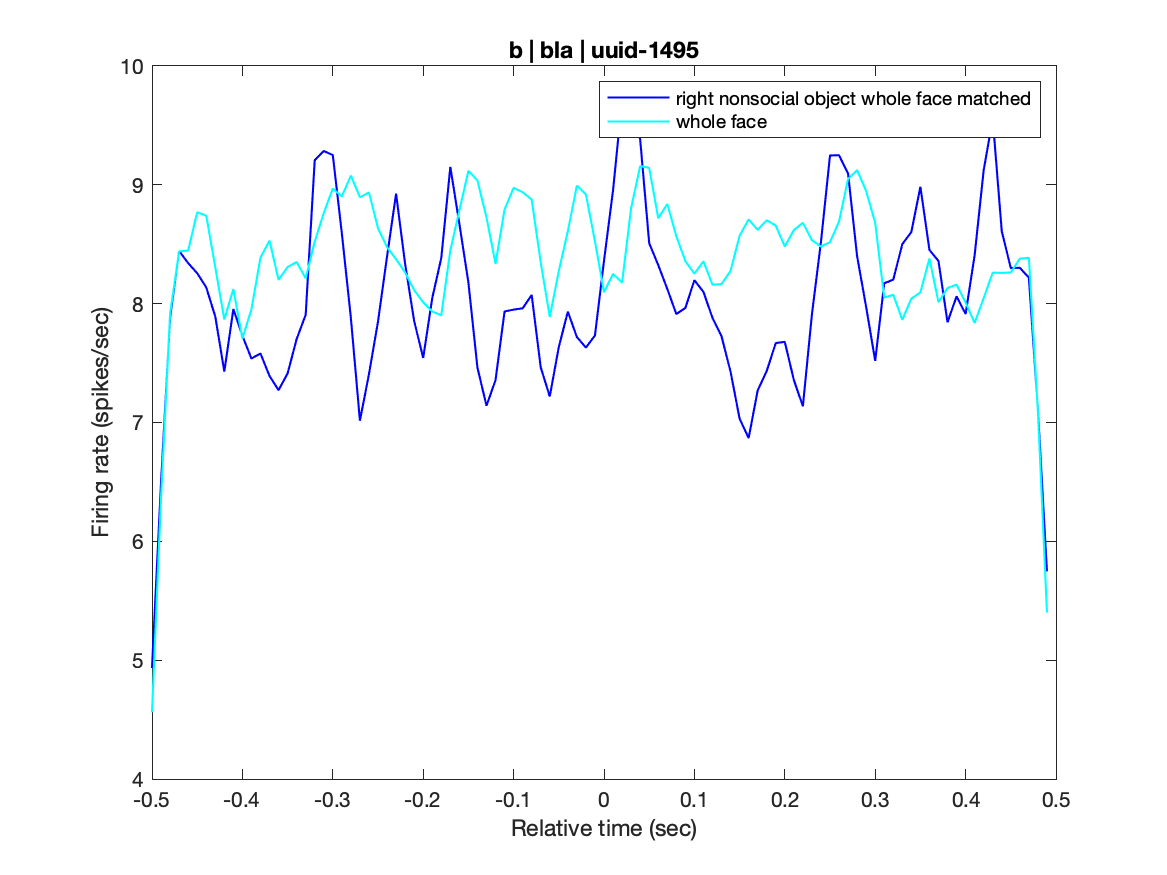 b | bla | uuid-1495
right nonsocial object whole face matched
whole face
10
9
8
7
6
5
4
Firing rate (spikes/sec)
-0.5 -0.4 -0.3 -0.2 -0.1 0 0.1 0.2 0.3 0.4 0.5
Relative time (sec)